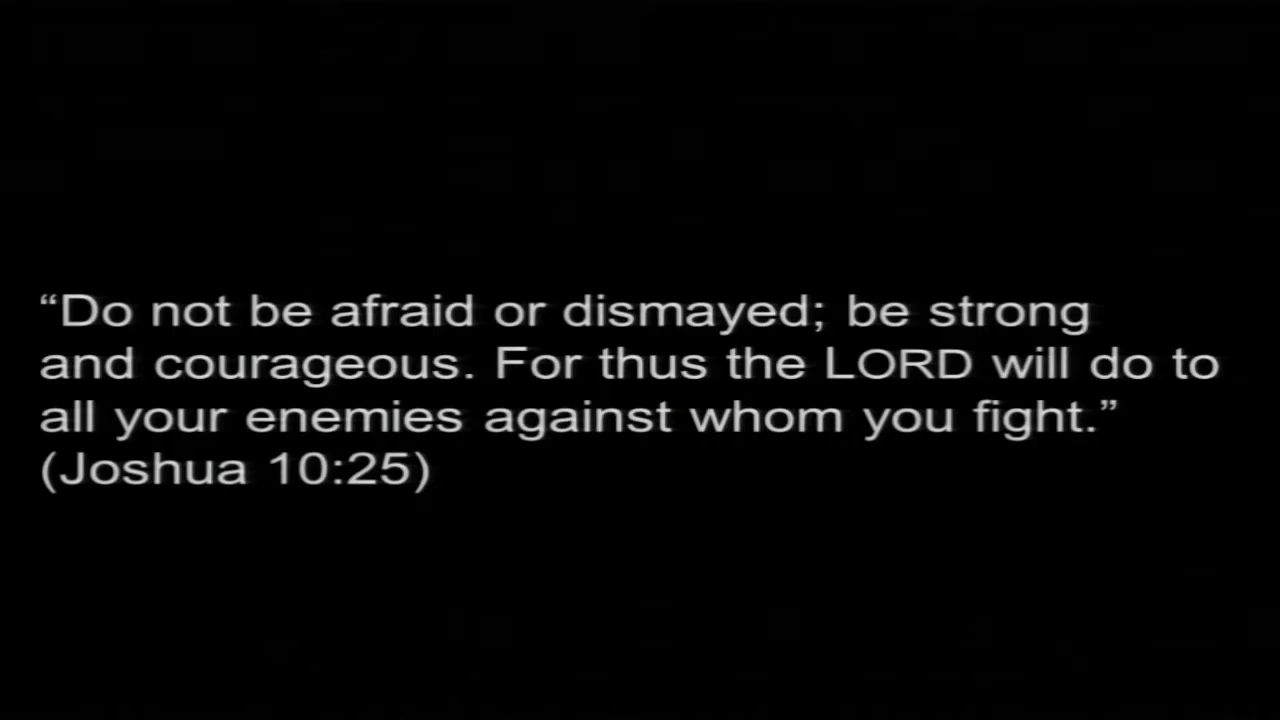 “Do not be afraid or dismayed; be strong
and courageous. For thus the LORD will do to
all your enemies against whom you fight.”
(Joshua 10:25)